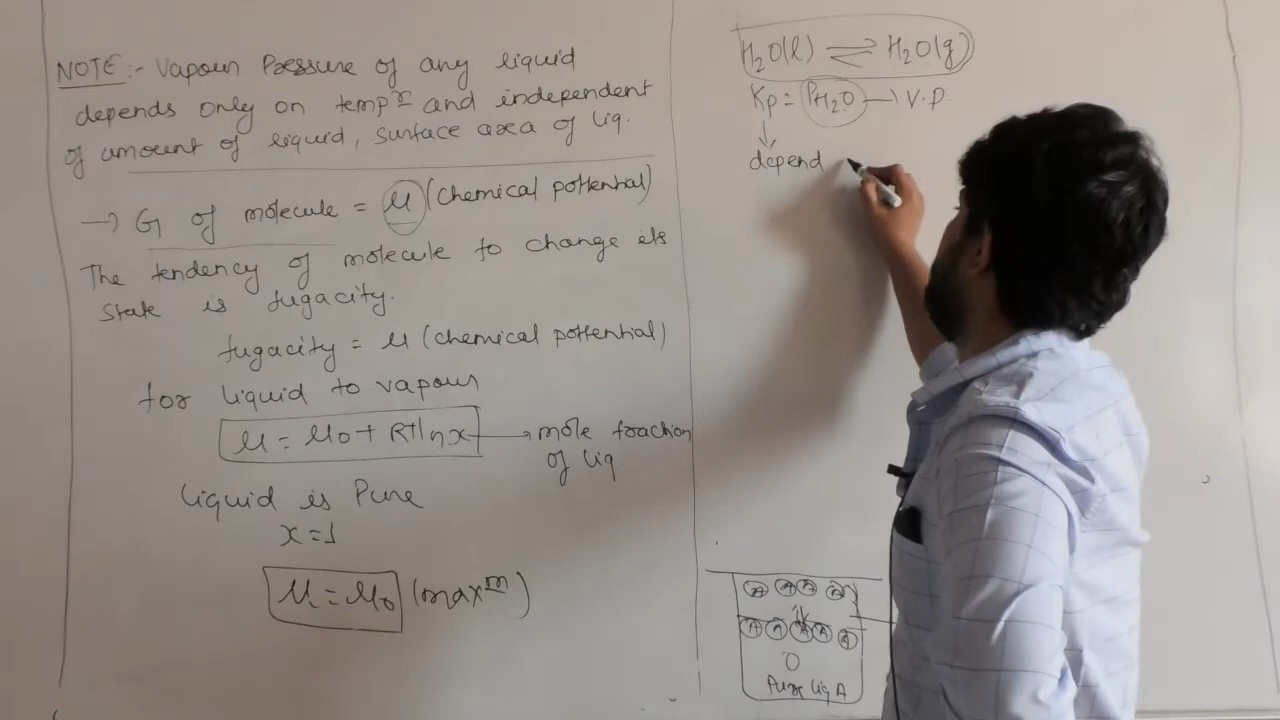 NOTE:- Vapour Pressure of any liquid
depends only on tempr and independent
of amount of liquid, surface area of liq.
→ G of molecule = μ (chemical pottential)
The tendency of molecule to change its
state is fugacity.
fugacity = μ (chemical pottential)
for liquid to vapour
μ = μ0 + RTlnx → mole fraction
of liq
liquid is Pure
x=1
μ = μ0 (maxm)
H2O(l) ⇌ H2O(g)
Kp = PH2O → V.P
↓
depend
A A A A
A A A A A
Pure liq A